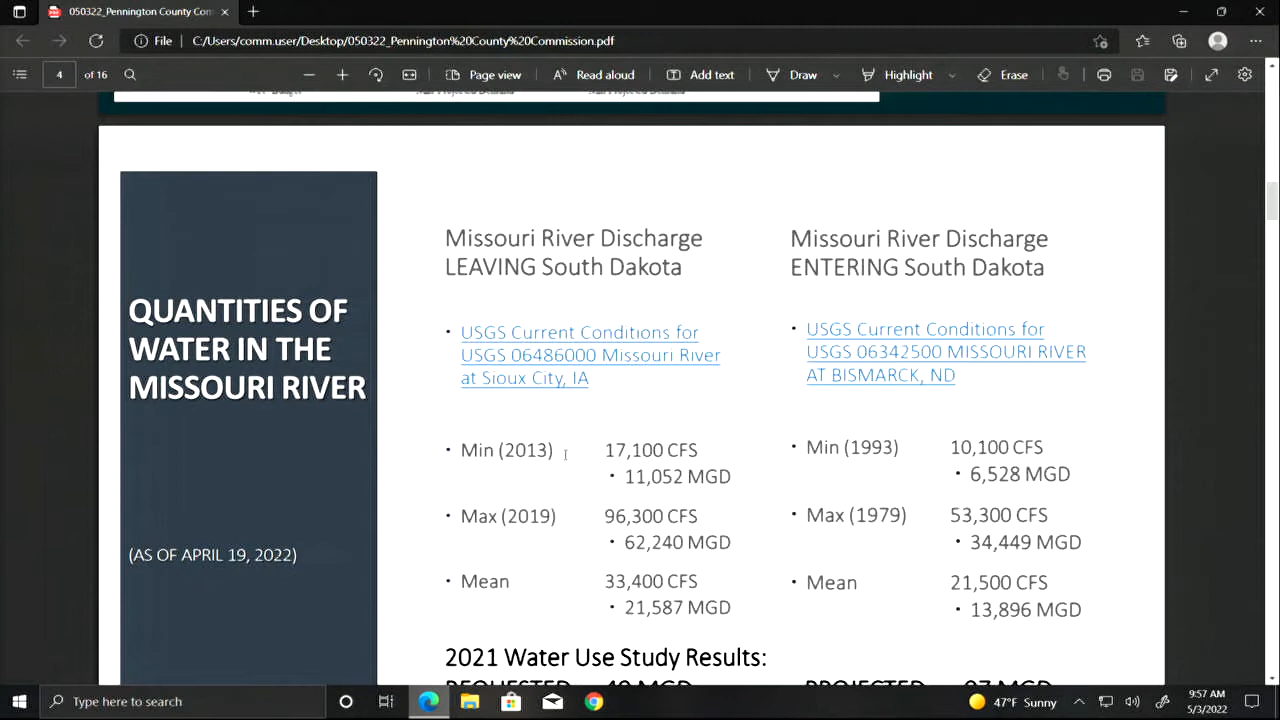 050322_Pennington County Com
File
C:/Users/comm.user/Desktop/050322_Pennington%20County%20Commission.pdf
4 of 16
Page view
Read aloud
Add text
Draw
Highlight
Erase
QUANTITIES OF
WATER IN THE
MISSOURI RIVER
(AS OF APRIL 19, 2022)
Missouri River Discharge
LEAVING South Dakota
• USGS Current Conditions for
USGS 06486000 Missouri River
at Sioux City, IA
• Min (2013) 17,100 CFS
• 11,052 MGD
• Max (2019) 96,300 CFS
• 62,240 MGD
• Mean 33,400 CFS
• 21,587 MGD
Missouri River Discharge
ENTERING South Dakota
• USGS Current Conditions for
USGS 06342500 MISSOURI RIVER
AT BISMARCK, ND
• Min (1993) 10,100 CFS
• 6,528 MGD
• Max (1979) 53,300 CFS
• 34,449 MGD
• Mean 21,500 CFS
• 13,896 MGD
2021 Water Use Study Results:
Type here to search
47°F Sunny
9:57 AM
5/3/2022